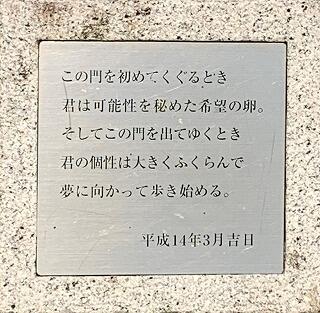 この門を初めてくぐるとき
君は可能性を秘めた希望の卵。
そしてこの門を出てゆくとき
君の個性は大きくふくらんで
夢に向かって歩き始める。
平成14年3月吉日